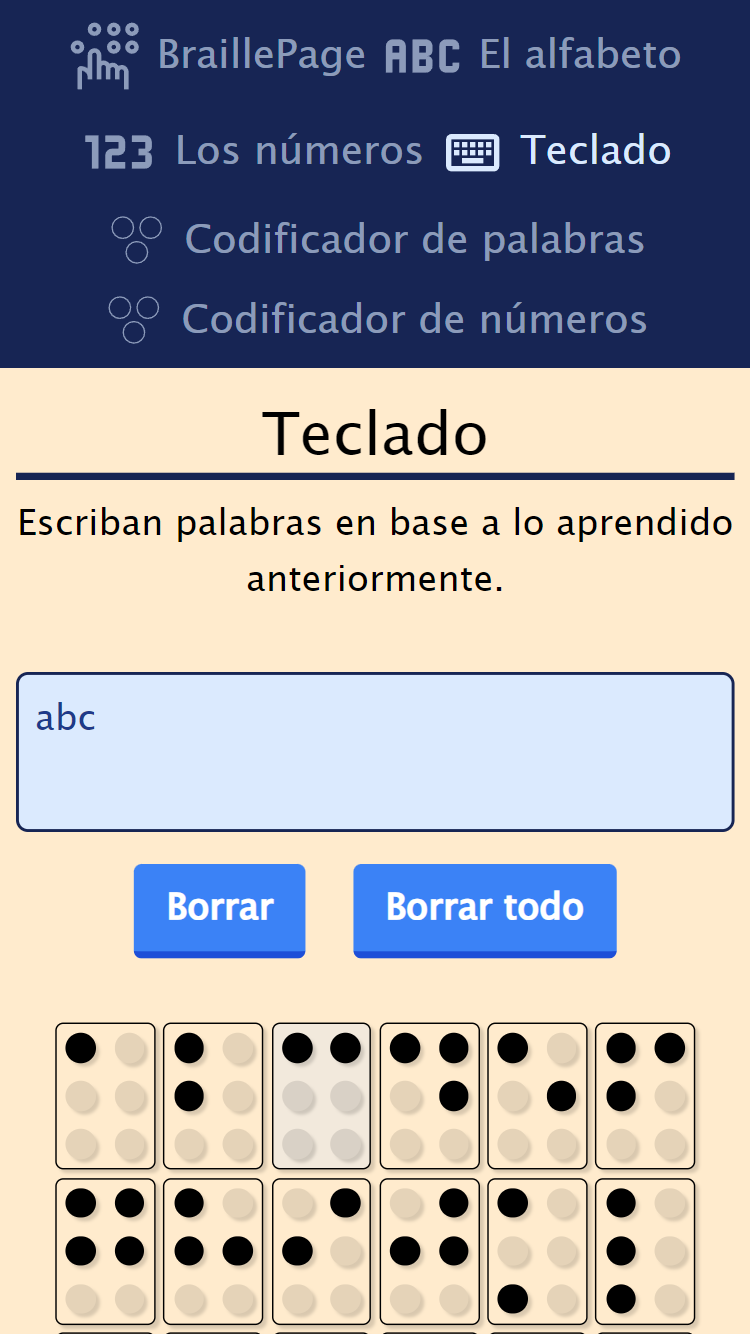 BraillePage ABC El alfabeto
123 Los números Teclado
Codificador de palabras
Codificador de números
Teclado
Escriban palabras en base a lo aprendido
anteriormente.
abc
Borrar Borrar todo
⠁ ⠃ ⠉ ⠙ ⠑ ⠋
⠛ ⠓ ⠊ ⠚ ⠅ ⠇